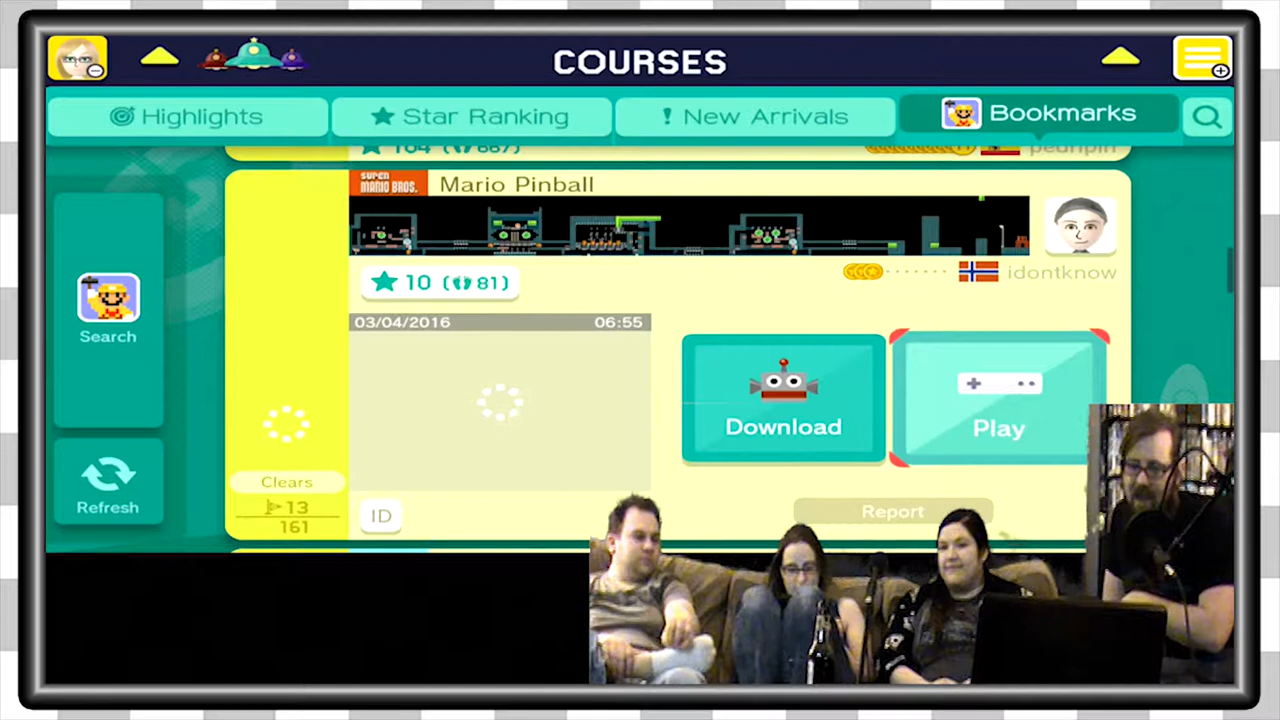 COURSES
Highlights
Star Ranking
! New Arrivals
Bookmarks
SUPER
MARIO BROS.
Mario Pinball
10 (81)
idontknow
03/04/2016 06:55
Search
Refresh
Download
Play
Clears
13
161
ID
Report